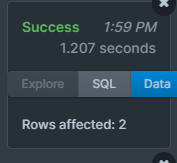 Success 1:59 PM
1.207 seconds
Explore SQL Data
Rows affected: 2